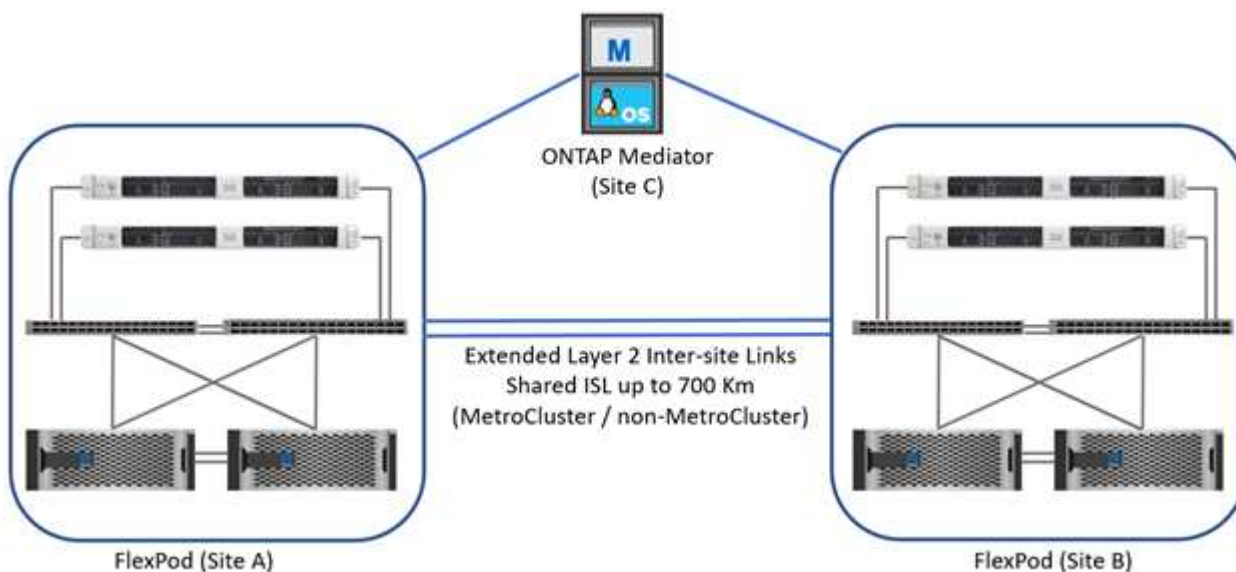 M
OS
ONTAP Mediator
(Site C)
Extended Layer 2 Inter-site Links
Shared ISL up to 700 Km
(MetroCluster / non-MetroCluster)
FlexPod (Site A)
FlexPod (Site B)